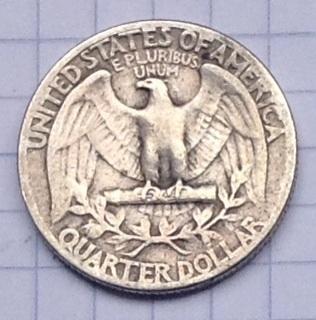 UNITED STATES OF AMERICA
E PLURIBUS
UNUM
QUARTER DOLLAR